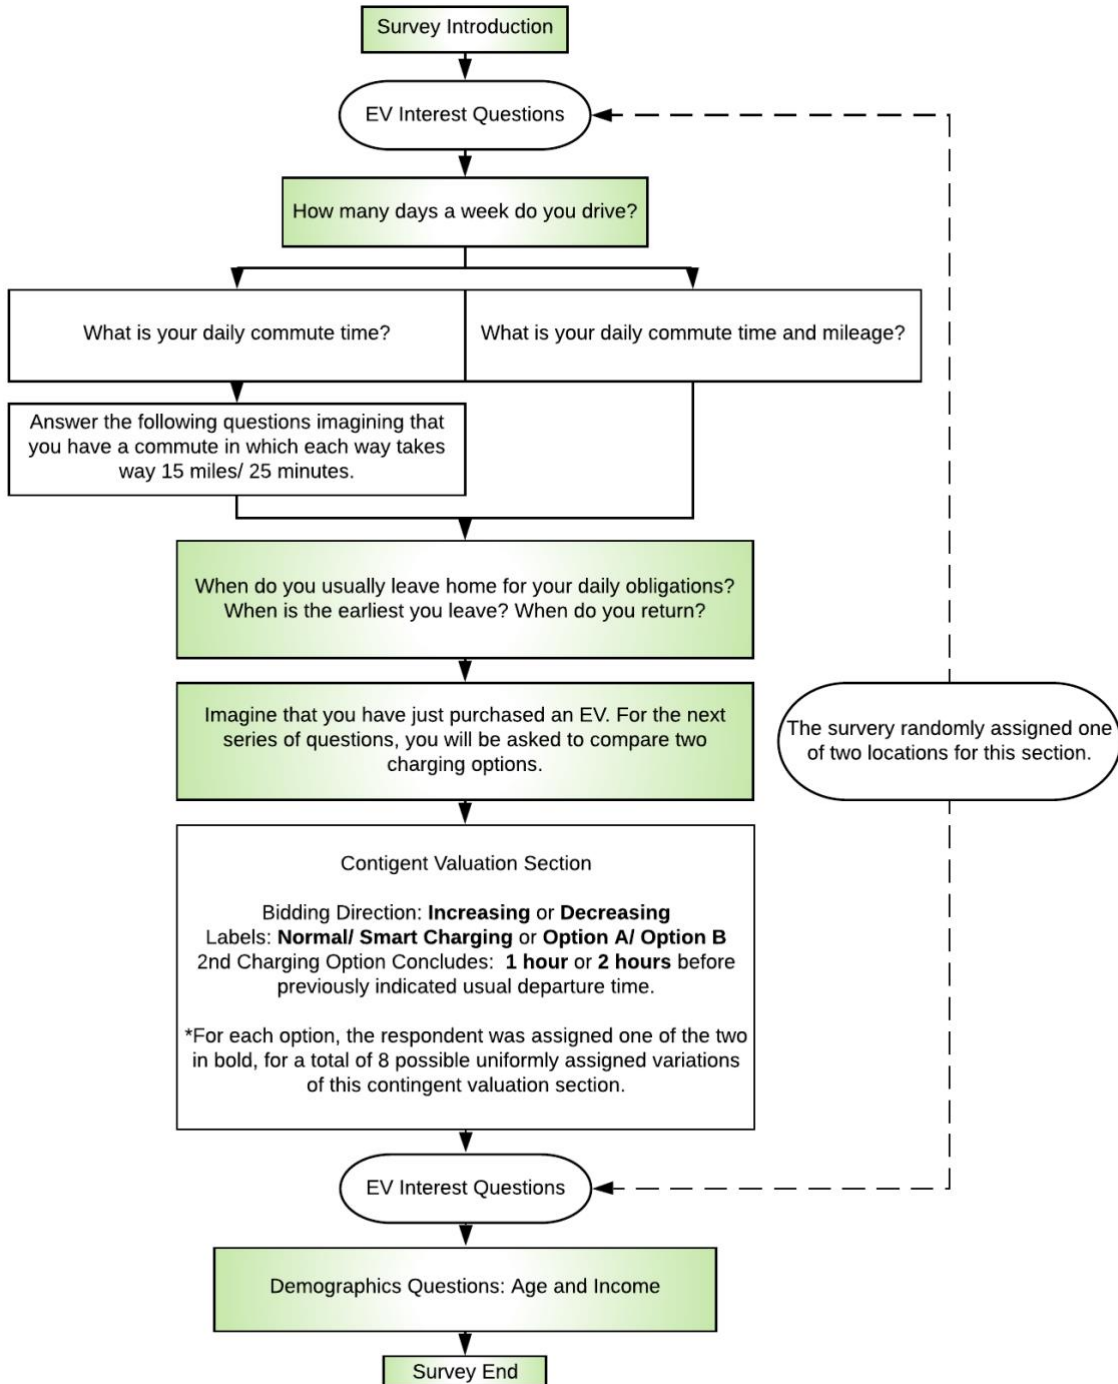 Survey Introduction
EV Interest Questions
How many days a week do you drive?
What is your daily commute time?
What is your daily commute time and mileage?
Answer the following questions imagining that
you have a commute in which each way takes
way 15 miles/ 25 minutes.
When do you usually leave home for your daily obligations?
When is the earliest you leave? When do you return?
Imagine that you have just purchased an EV. For the next
series of questions, you will be asked to compare two
charging options.
The survery randomly assigned one
of two locations for this section.
Contigent Valuation Section
Bidding Direction: Increasing or Decreasing
Labels: Normal/ Smart Charging or Option A/ Option B
2nd Charging Option Concludes: 1 hour or 2 hours before
previously indicated usual departure time.
*For each option, the respondent was assigned one of the two
in bold, for a total of 8 possible uniformly assigned variations
of this contingent valuation section.
EV Interest Questions
Demographics Questions: Age and Income
Survey End